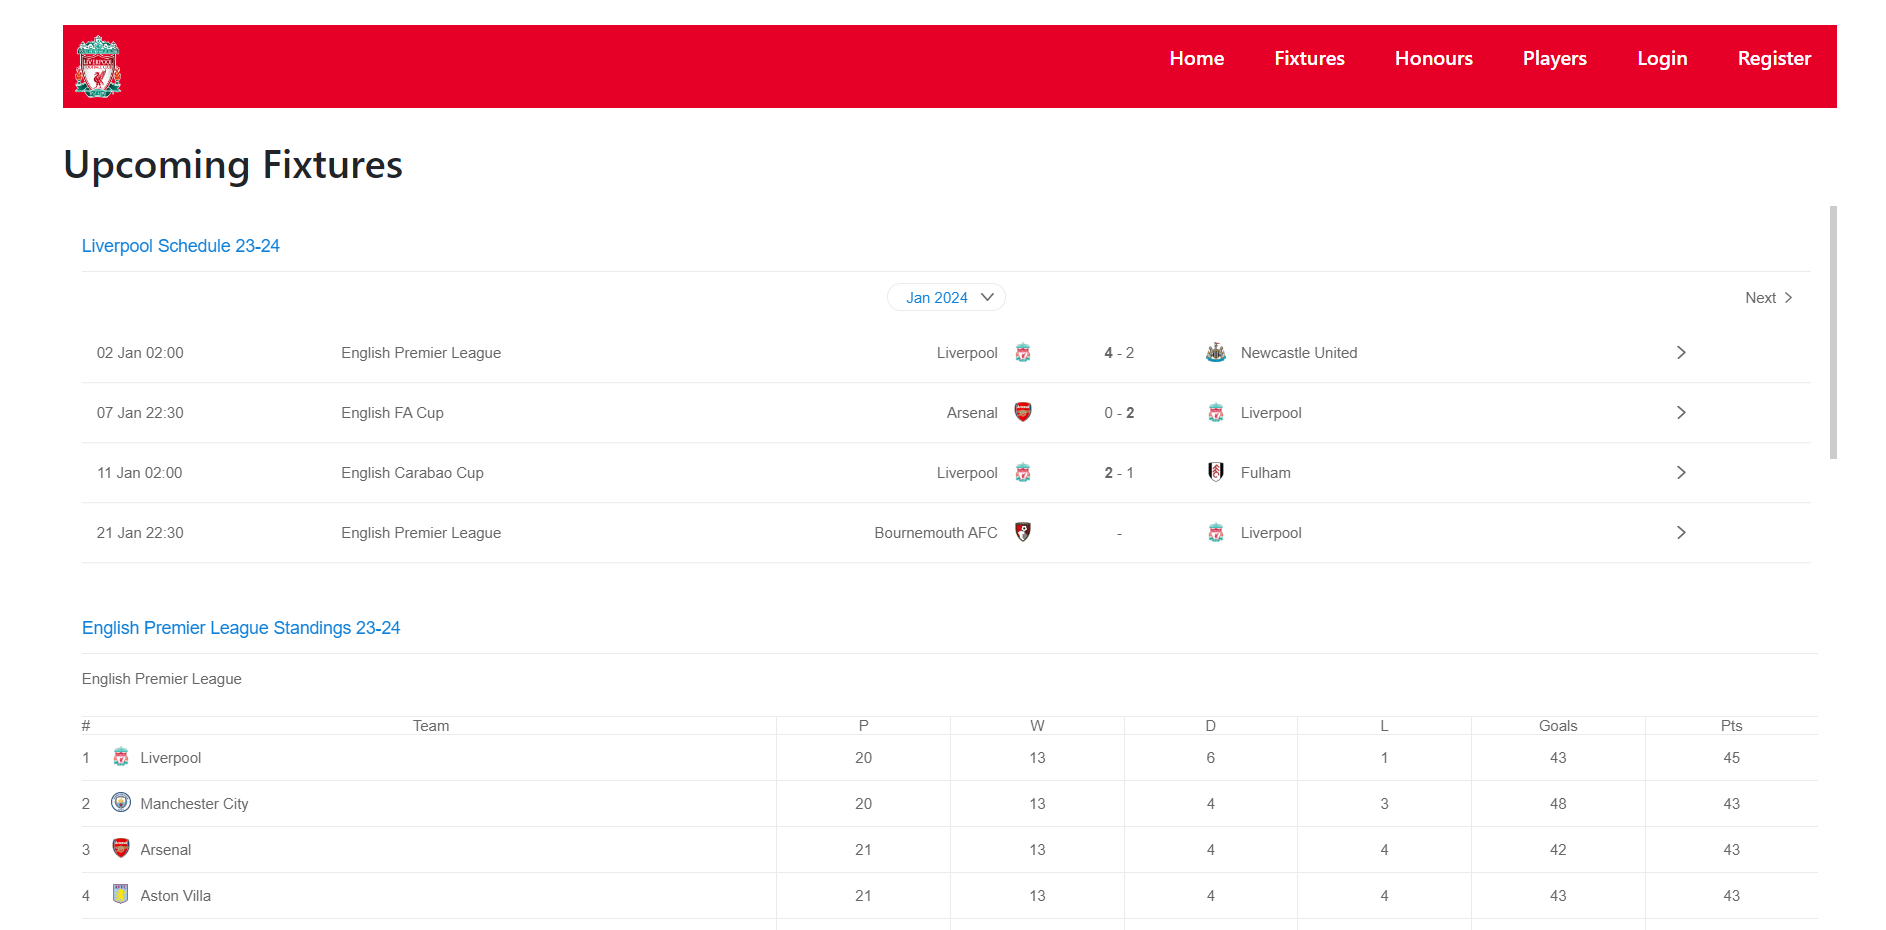 Home Fixtures Honours Players Login Register
Upcoming Fixtures
Liverpool Schedule 23-24
Jan 2024 Next
02 Jan 02:00 English Premier League Liverpool 4 - 2 Newcastle United
07 Jan 22:30 English FA Cup Arsenal 0 - 2 Liverpool
11 Jan 02:00 English Carabao Cup Liverpool 2 - 1 Fulham
21 Jan 22:30 English Premier League Bournemouth AFC - Liverpool
English Premier League Standings 23-24
English Premier League
# Team P W D L Goals Pts
1 Liverpool 20 13 6 1 43 45
2 Manchester City 20 13 4 3 48 43
3 Arsenal 21 13 4 4 42 43
4 Aston Villa 21 13 4 4 43 43